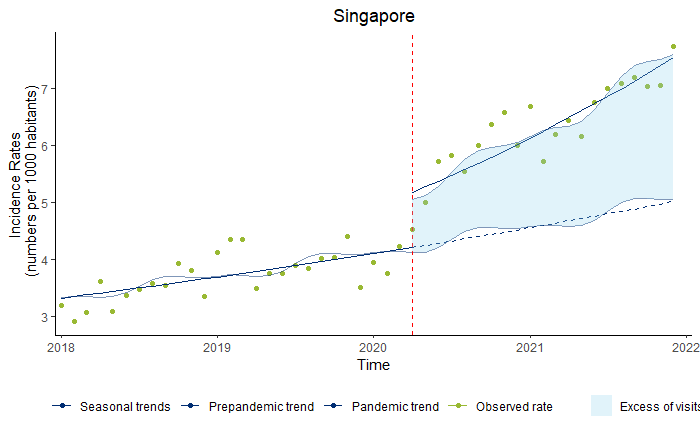 Singapore
Incidence Rates
(numbers per 1000 habitants)
7
6
5
4
3
2018 2019 2020 2021 2022
Time
Seasonal trends Prepandemic trend Pandemic trend Observed rate Excess of visits